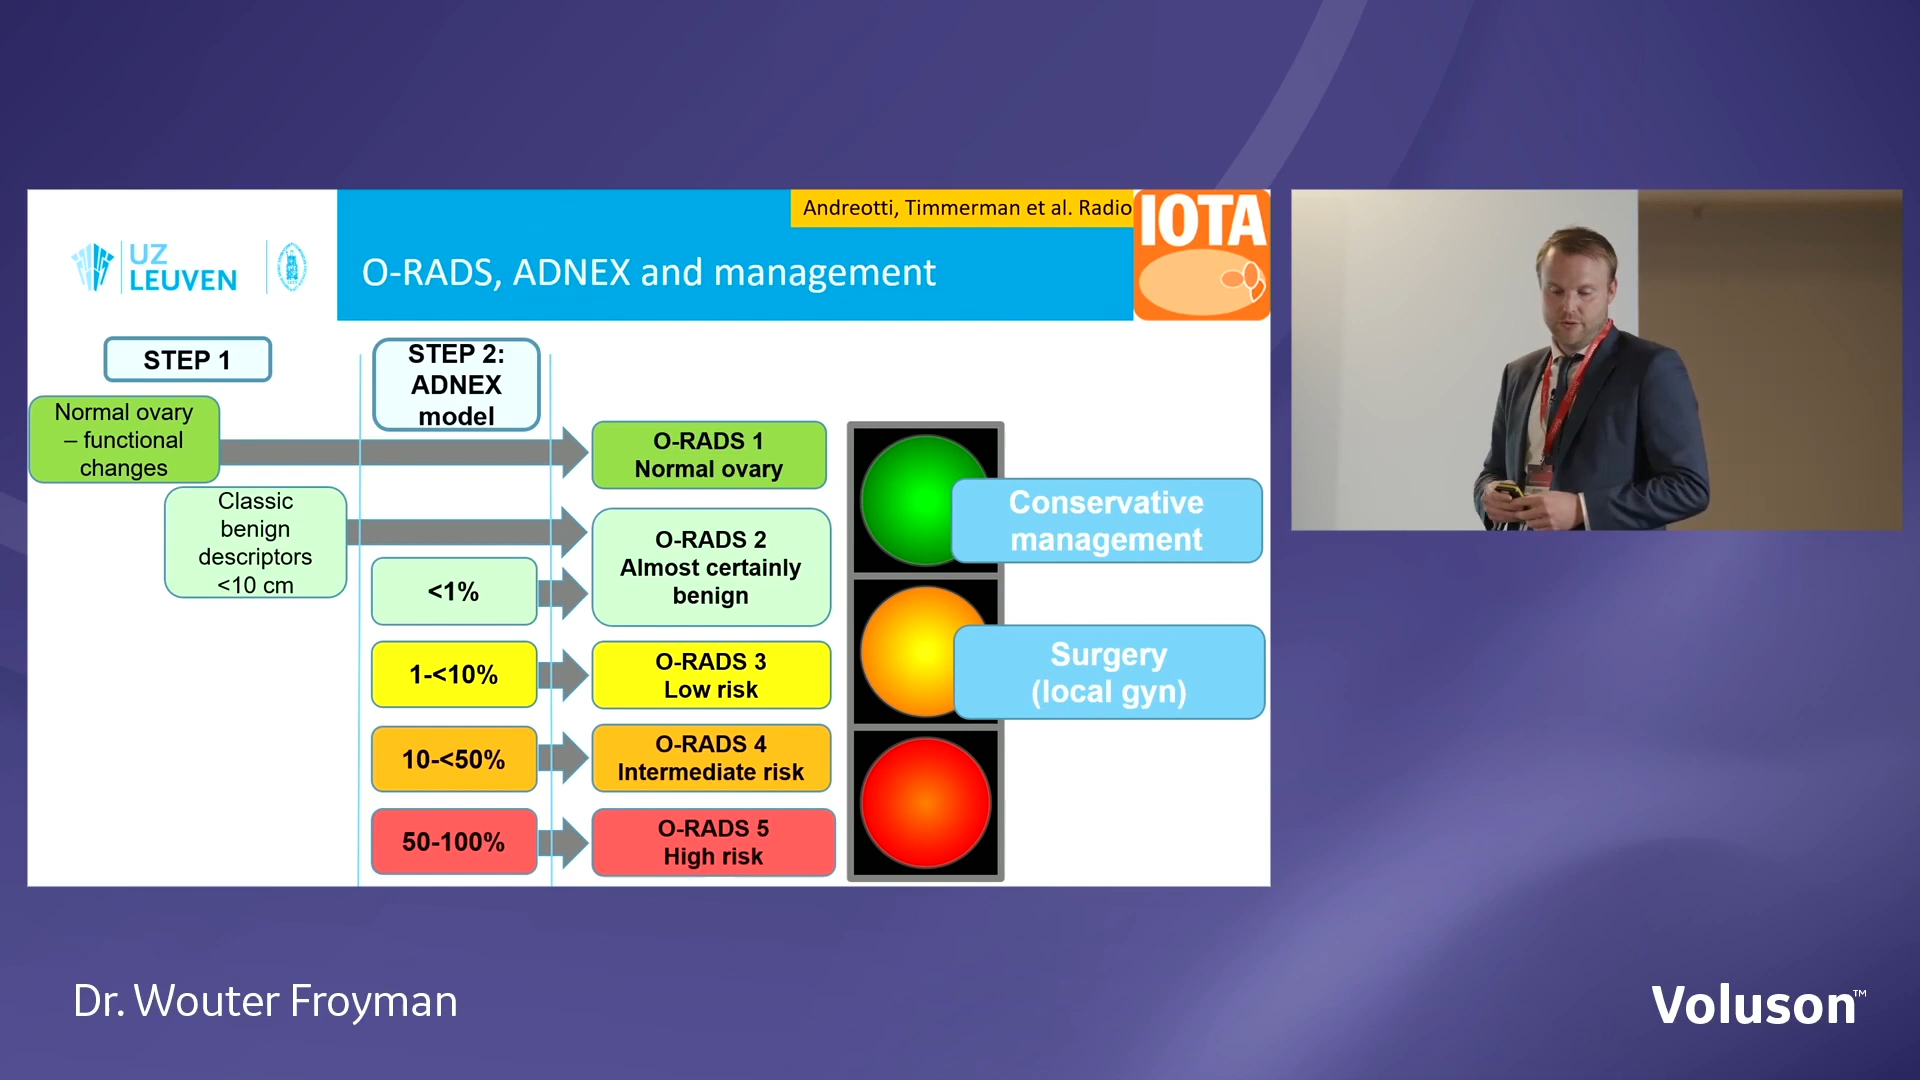 Andreotti, Timmerman et al. Radio
IOTA
UZ
LEUVEN
O-RADS, ADNEX and management
STEP 1
STEP 2:
ADNEX
model
Normal ovary
– functional
changes
O-RADS 1
Normal ovary
Classic
benign
descriptors
<10 cm
O-RADS 2
Almost certainly
benign
<1%
1-<10%
O-RADS 3
Low risk
10-<50%
O-RADS 4
Intermediate risk
50-100%
O-RADS 5
High risk
Conservative
management
Surgery
(local gyn)
Dr. Wouter Froyman
Voluson™